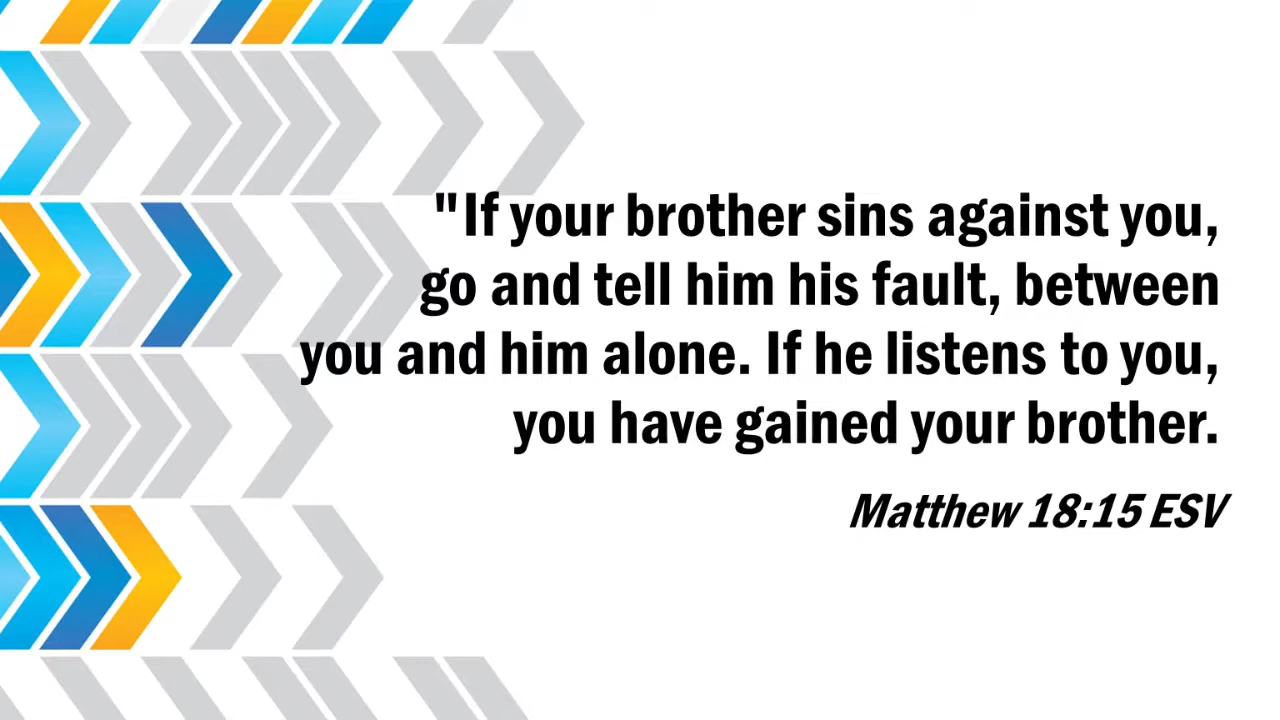 "If your brother sins against you,
go and tell him his fault, between
you and him alone. If he listens to you,
you have gained your brother.
Matthew 18:15 ESV